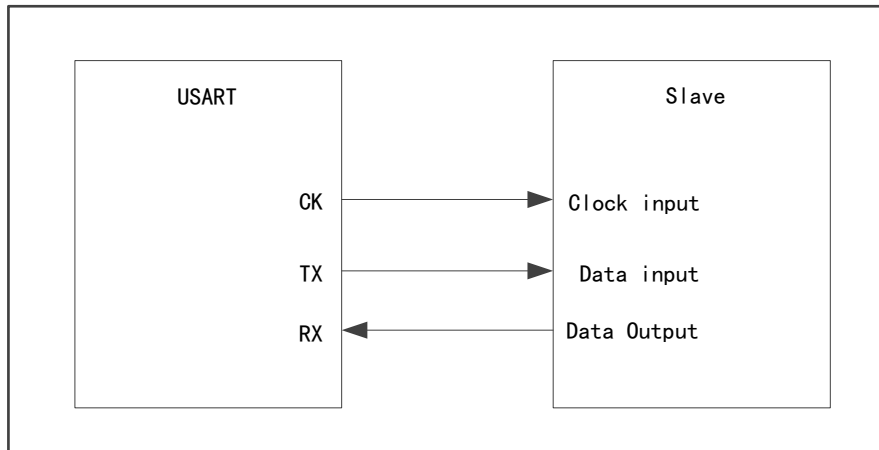 USART
Slave
CK
Clock input
TX
Data input
RX
Data Output